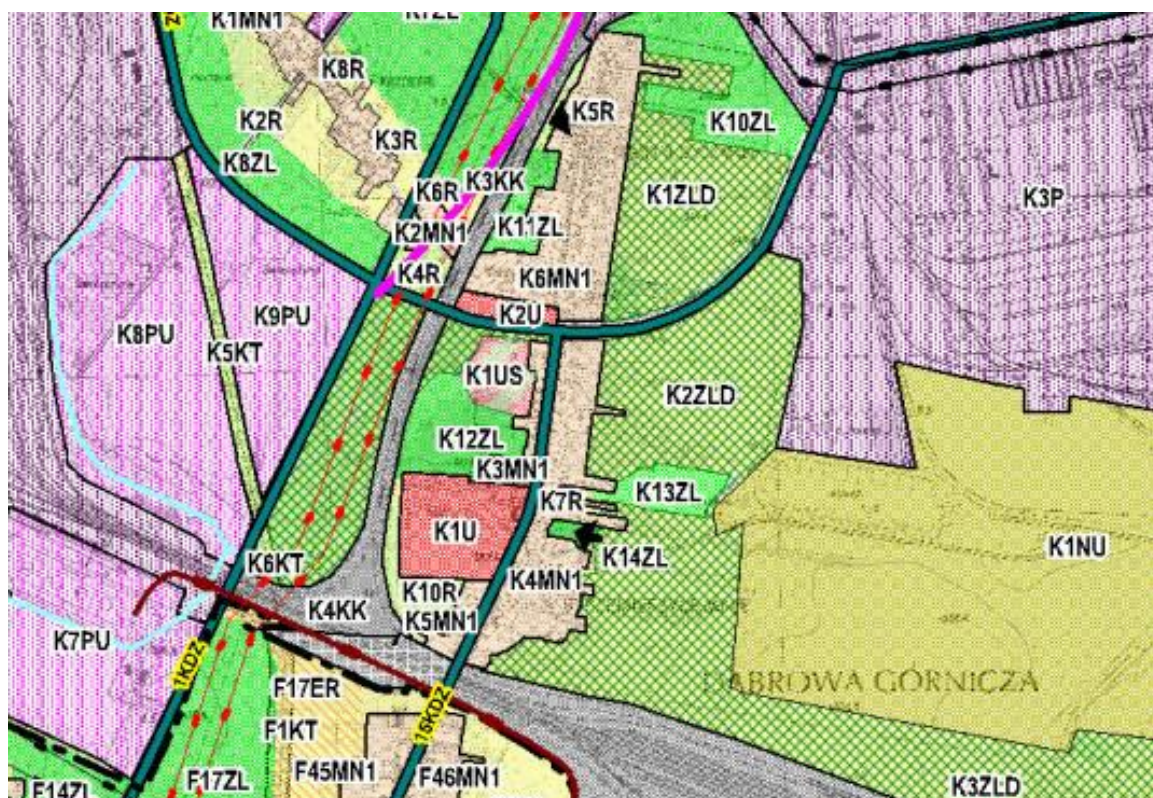 K1MN1
K7ZL
K8R
K2R
K5R
K3R
K10ZL
K8ZL
K6R
K3KK
K1ZLD
K3P
K2MN1
K11ZL
K4R
K6MN1
K2U
K9PU
K8PU
K5KT
K1US
K2ZLD
K12ZL
K3MN1
K7R
K13ZL
K1U
K1NU
K6KT
K14ZL
K4MN1
K10R
K4KK
K5MN1
K7PU
1KDZ
F17ER
DĄBROWA GÓRNICZA
15KDZ
F1KT
F45MN1
F46MN1
F17ZL
F14ZL
K3ZLD